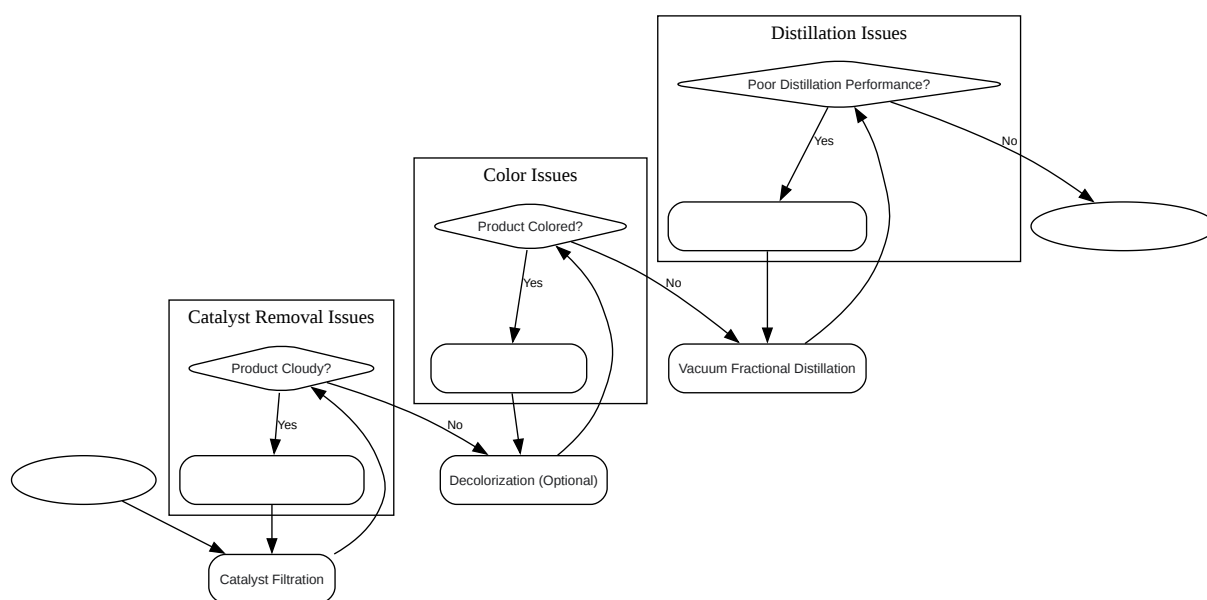 Distillation Issues
Poor Distillation Performance?
Yes
No
Color Issues
Product Colored?
Yes
No
Vacuum Fractional Distillation
Catalyst Removal Issues
Product Cloudy?
Yes
No
Decolorization (Optional)
Catalyst Filtration